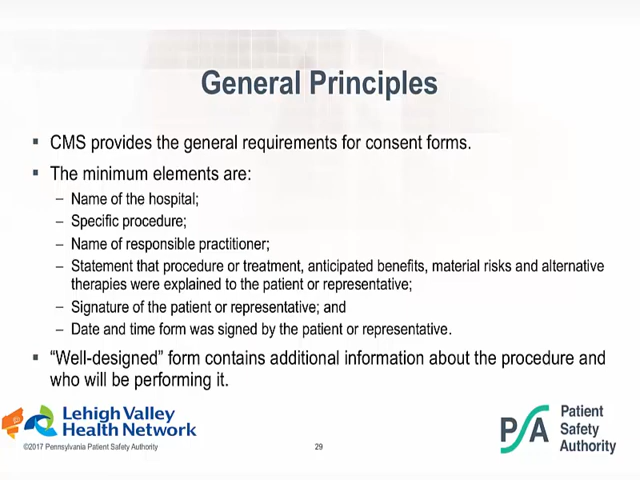 General Principles
▪ CMS provides the general requirements for consent forms.
▪ The minimum elements are:
– Name of the hospital;
– Specific procedure;
– Name of responsible practitioner;
– Statement that procedure or treatment, anticipated benefits, material risks and alternative
therapies were explained to the patient or representative;
– Signature of the patient or representative; and
– Date and time form was signed by the patient or representative.
▪ “Well-designed” form contains additional information about the procedure and
who will be performing it.
Lehigh Valley
Health Network
©2017 Pennsylvania Patient Safety Authority
29
PSA
Patient
Safety
Authority